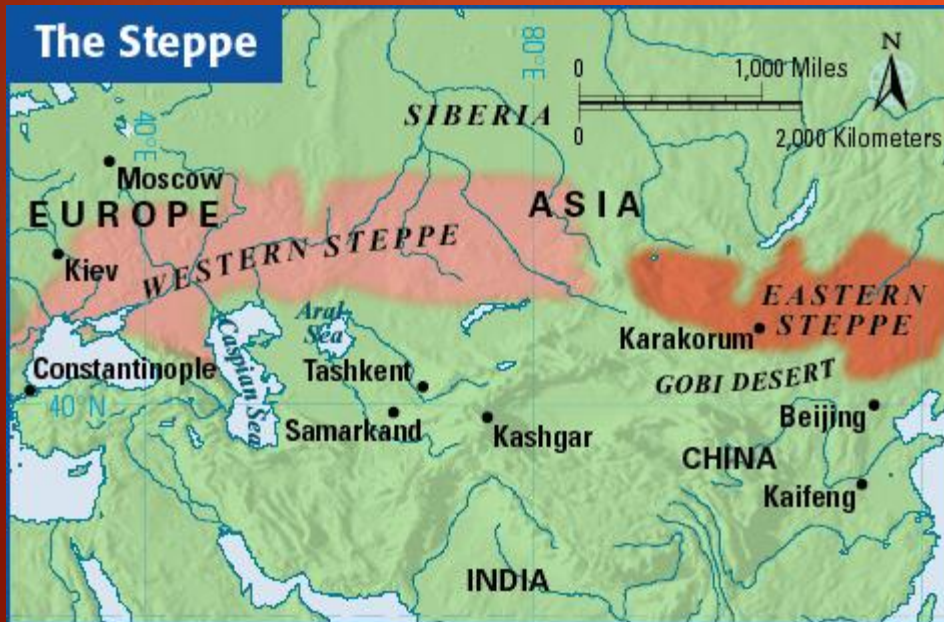 The Steppe
80°E
N
0
1,000 Miles
0
2,000 Kilometers
SIBERIA
40°E
Moscow
EUROPE
ASIA
WESTERN STEPPE
Kiev
EASTERN
STEPPE
Karakorum
Aral
Sea
Caspian Sea
Constantinople
Tashkent
GOBI DESERT
40°N
Samarkand
Kashgar
Beijing
CHINA
Kaifeng
INDIA